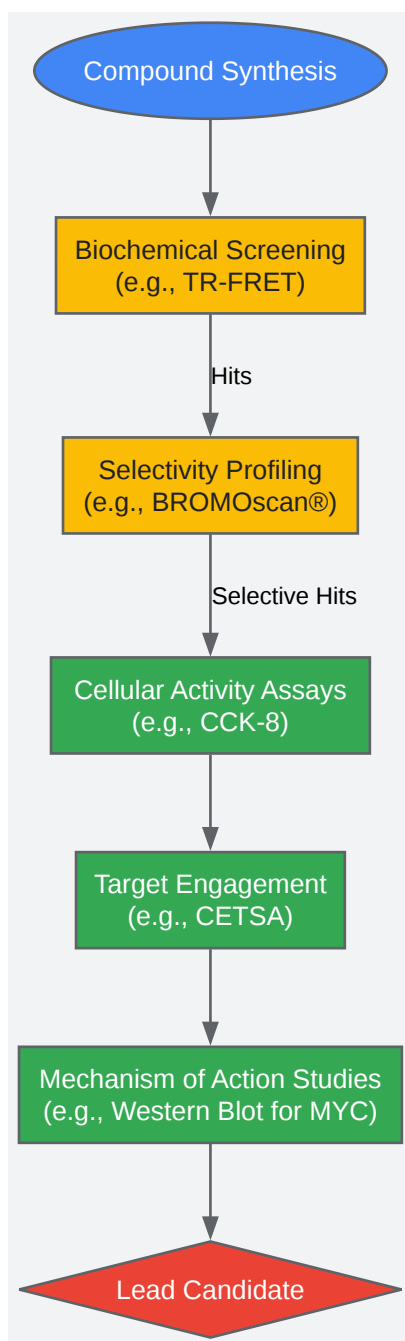 Compound Synthesis
Biochemical Screening
(e.g., TR-FRET)
Hits
Selectivity Profiling
(e.g., BROMOscan®)
Selective Hits
Cellular Activity Assays
(e.g., CCK-8)
Target Engagement
(e.g., CETSA)
Mechanism of Action Studies
(e.g., Western Blot for MYC)
Lead Candidate